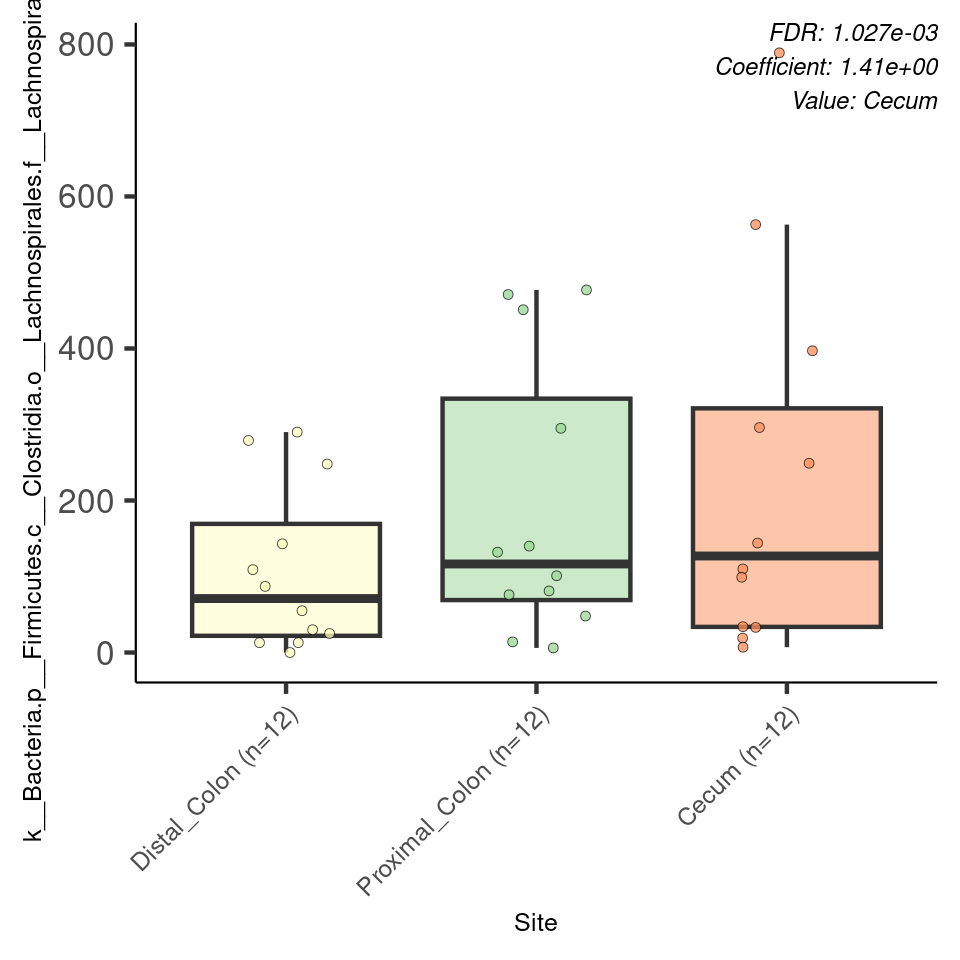 k__Bacteria.p__Firmicutes.c__Clostridia.o__Lachnospirales.f__Lachnospira
800
600
400
200
0
FDR: 1.027e-03
Coefficient: 1.41e+00
Value: Cecum
Distal_Colon (n=12)
Proximal_Colon (n=12)
Cecum (n=12)
Site